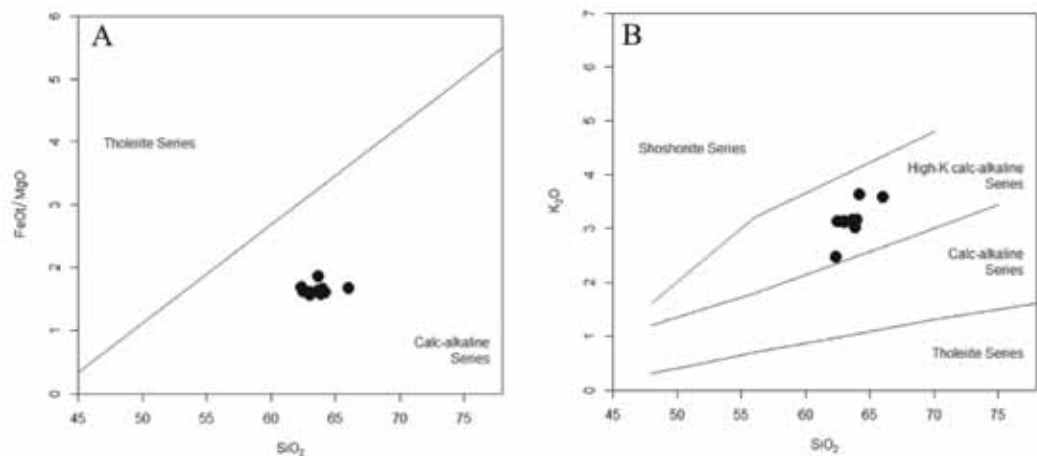 A
6
5
4
3
2
1
0
FeOt/MgO
Tholeiite Series
Calc-alkaline
Series
45
50
55
60
65
70
75
SiO₂
B
7
6
5
4
3
2
1
0
K₂O
Shoshonite Series
High-K calc-alkaline
Series
Calc-alkaline
Series
Tholeiite Series
45
50
55
60
65
70
75
SiO₂